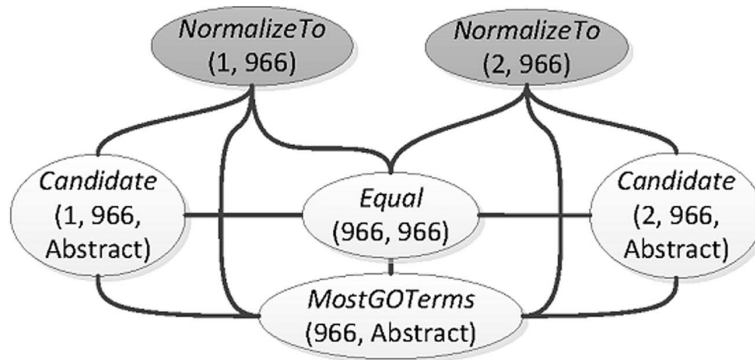 NormalizeTo
(1, 966)
NormalizeTo
(2, 966)
Candidate
(1, 966,
Abstract)
Equal
(966, 966)
Candidate
(2, 966,
Abstract)
MostGOTerms
(966, Abstract)